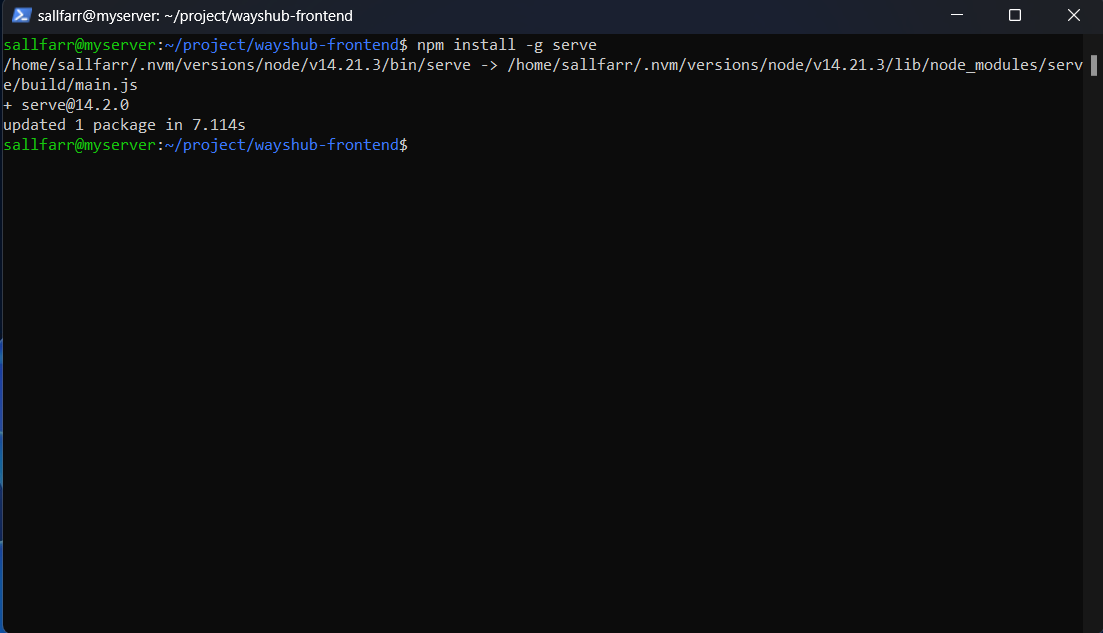 sallfarr@myserver: ~/project/wayshub-frontend
sallfarr@myserver:~/project/wayshub-frontend$ npm install -g serve
/home/sallfarr/.nvm/versions/node/v14.21.3/bin/serve -> /home/sallfarr/.nvm/versions/node/v14.21.3/lib/node_modules/serv
e/build/main.js
+ serve@14.2.0
updated 1 package in 7.114s
sallfarr@myserver:~/project/wayshub-frontend$